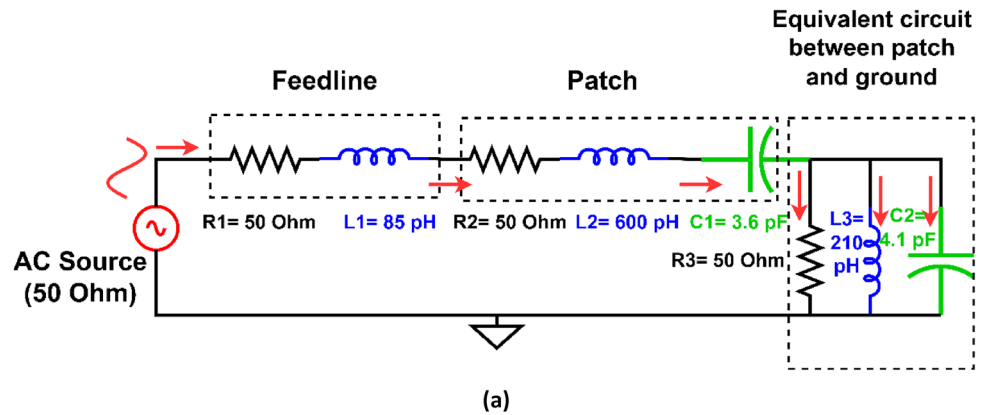 Equivalent circuit
between patch
and ground
Feedline
Patch
R1= 50 Ohm
L1= 85 pH
R2= 50 Ohm
L2= 600 pH
C1= 3.6 pF
L3=
210
pH
C2=
4.1 pF
R3= 50 Ohm
AC Source
(50 Ohm)
(a)